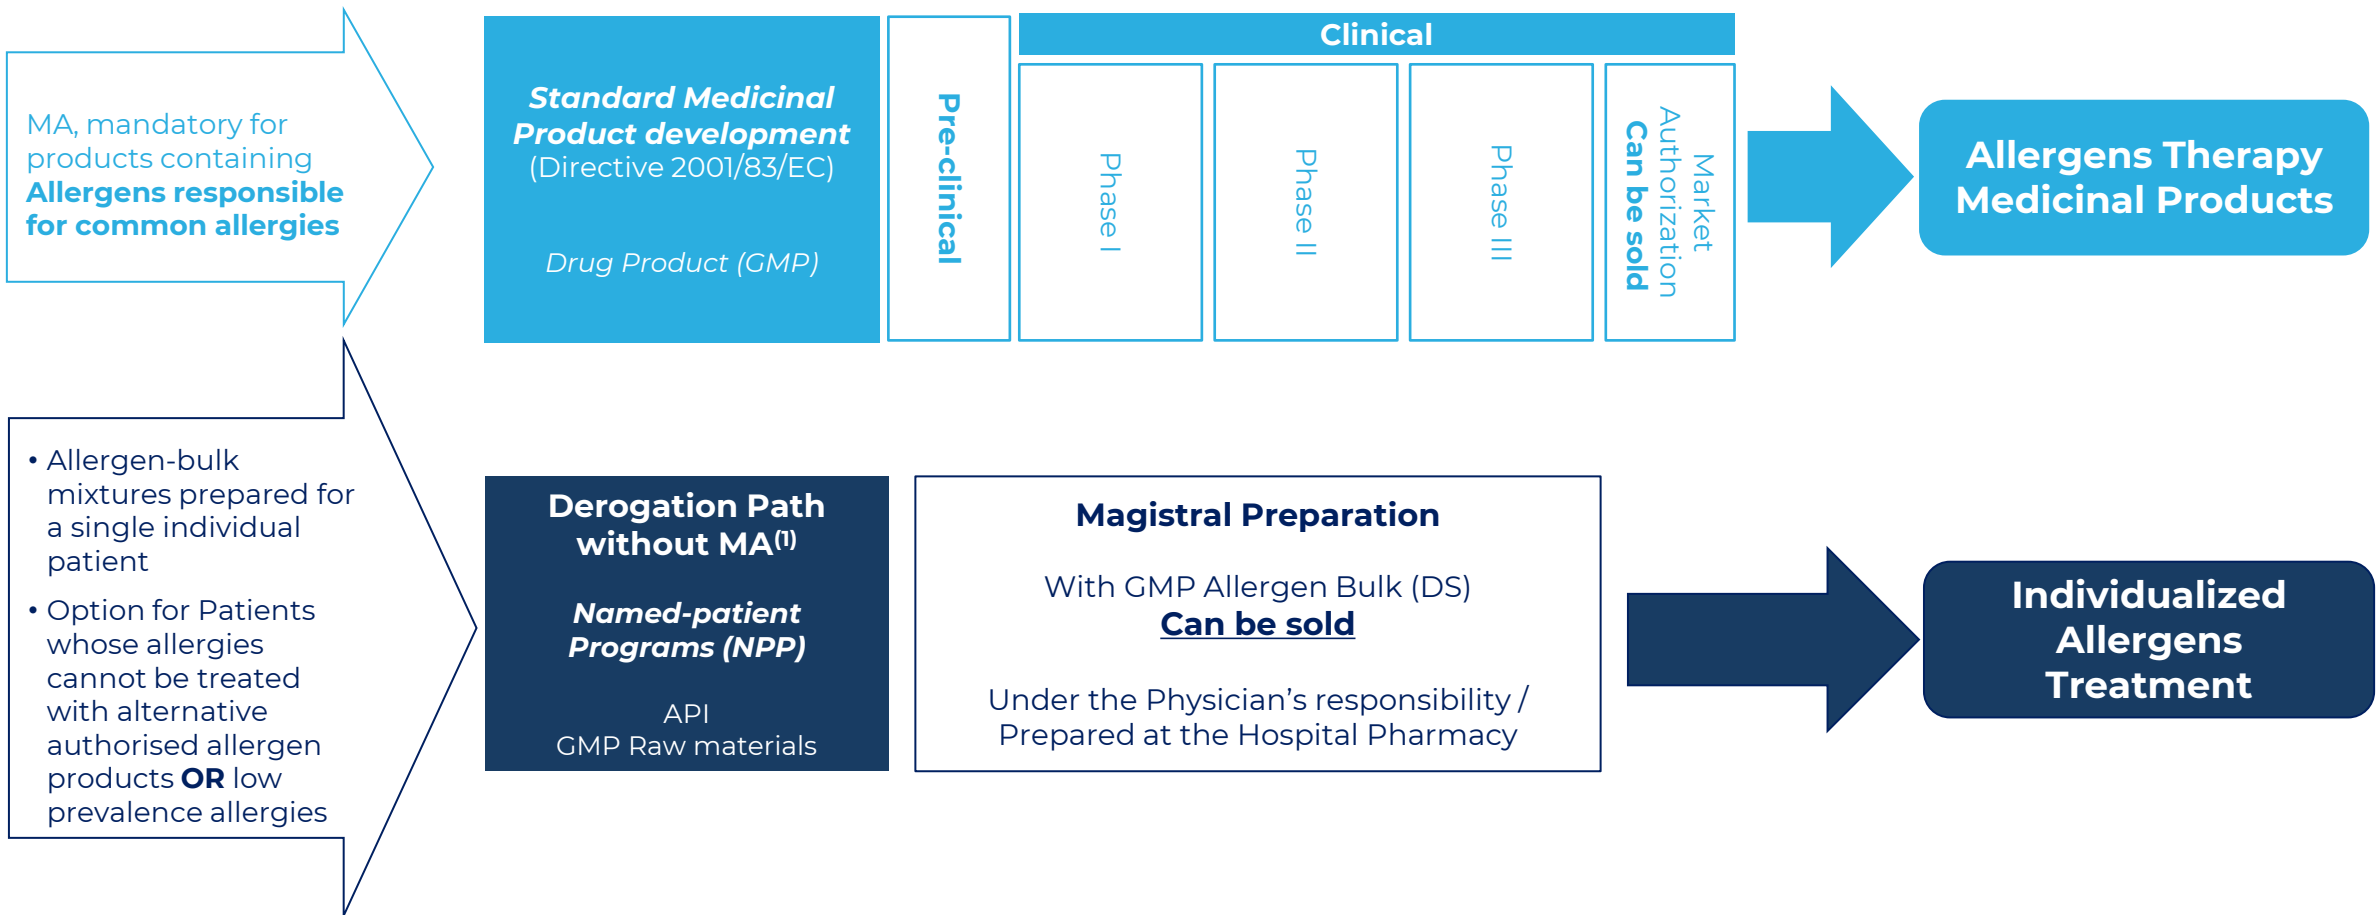 MA, mandatory for
products containing
Allergens responsible
for common allergies
Standard Medicinal
Product development
(Directive 2001/83/EC)
Drug Product (GMP)
Pre-clinical
Clinical
Phase I
Phase II
Phase III
Market
Authorization
Can be sold
Allergens Therapy
Medicinal Products
• Allergen-bulk
mixtures prepared for
a single individual
patient
• Option for Patients
whose allergies
cannot be treated
with alternative
authorised allergen
products OR low
prevalence allergies
Derogation Path
without MA(1)
Named-patient
Programs (NPP)
API
GMP Raw materials
Magistral Preparation
With GMP Allergen Bulk (DS)
Can be sold
Under the Physician’s responsibility /
Prepared at the Hospital Pharmacy
Individualized
Allergens
Treatment